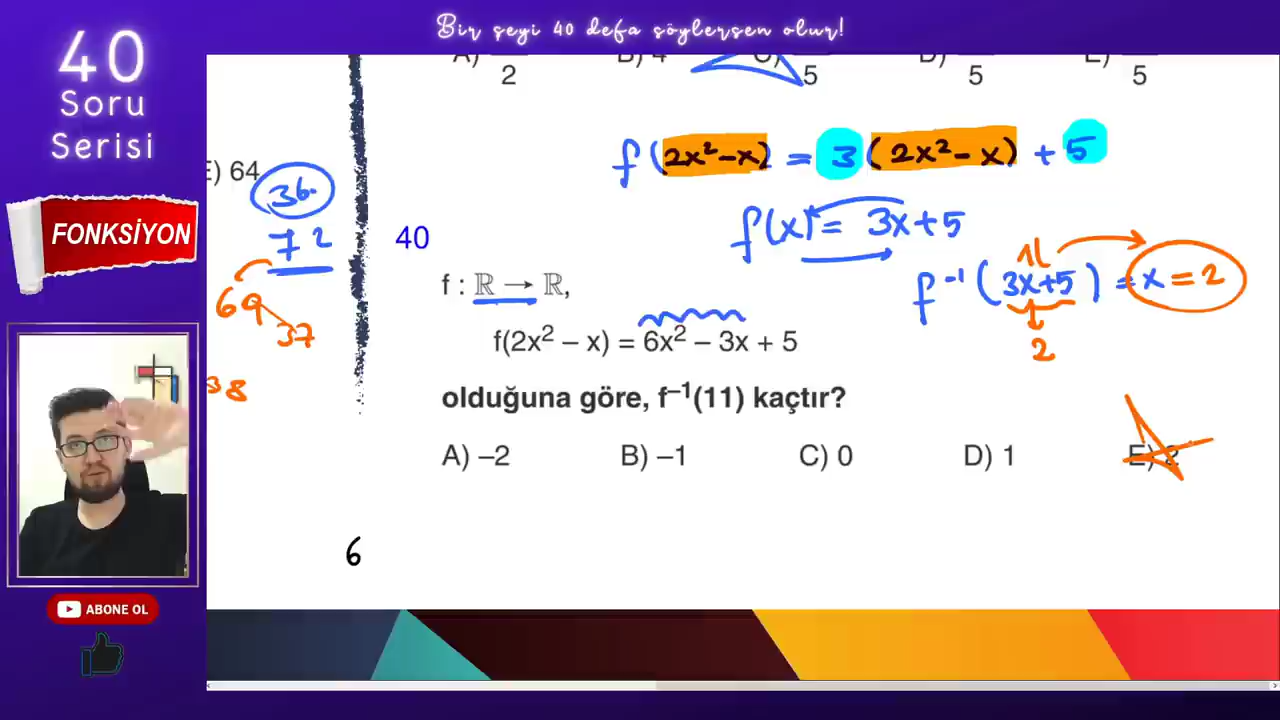 Bir şeyi 40 defa söylersen olur!
40
Soru
Serisi
FONKSİYON
ABONE OL
E) 64
36.
72
69
37
38
A) 2
B) 4
C) 5
D) 5
E) 5
f(2x² – x) = 3(2x² – x) + 5
f(x) = 3x + 5
11
f⁻¹(3x+5) = x = 2
2
40
f : ℝ → ℝ,
f(2x² – x) = 6x² – 3x + 5
olduğuna göre, f⁻¹(11) kaçtır?
A) –2 B) –1 C) 0 D) 1 E) 2
6